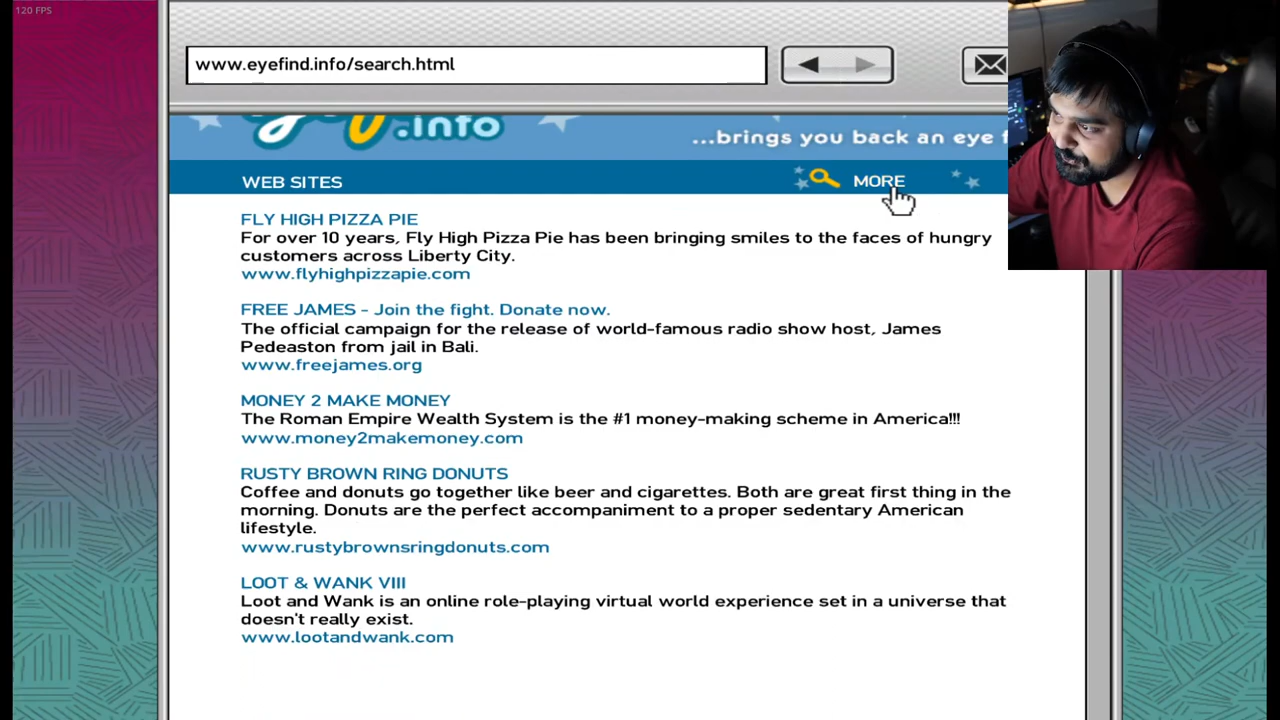 120 FPS
www.eyefind.info/search.html
.info
...brings you back an eye f
WEB SITES
MORE
FLY HIGH PIZZA PIE
For over 10 years, Fly High Pizza Pie has been bringing smiles to the faces of hungry
customers across Liberty City.
www.flyhighpizzapie.com
FREE JAMES - Join the fight. Donate now.
The official campaign for the release of world-famous radio show host, James
Pedeaston from jail in Bali.
www.freejames.org
MONEY 2 MAKE MONEY
The Roman Empire Wealth System is the #1 money-making scheme in America!!!
www.money2makemoney.com
RUSTY BROWN RING DONUTS
Coffee and donuts go together like beer and cigarettes. Both are great first thing in the
morning. Donuts are the perfect accompaniment to a proper sedentary American
lifestyle.
www.rustybrownsringdonuts.com
LOOT & WANK VIII
Loot and Wank is an online role-playing virtual world experience set in a universe that
doesn't really exist.
www.lootandwank.com